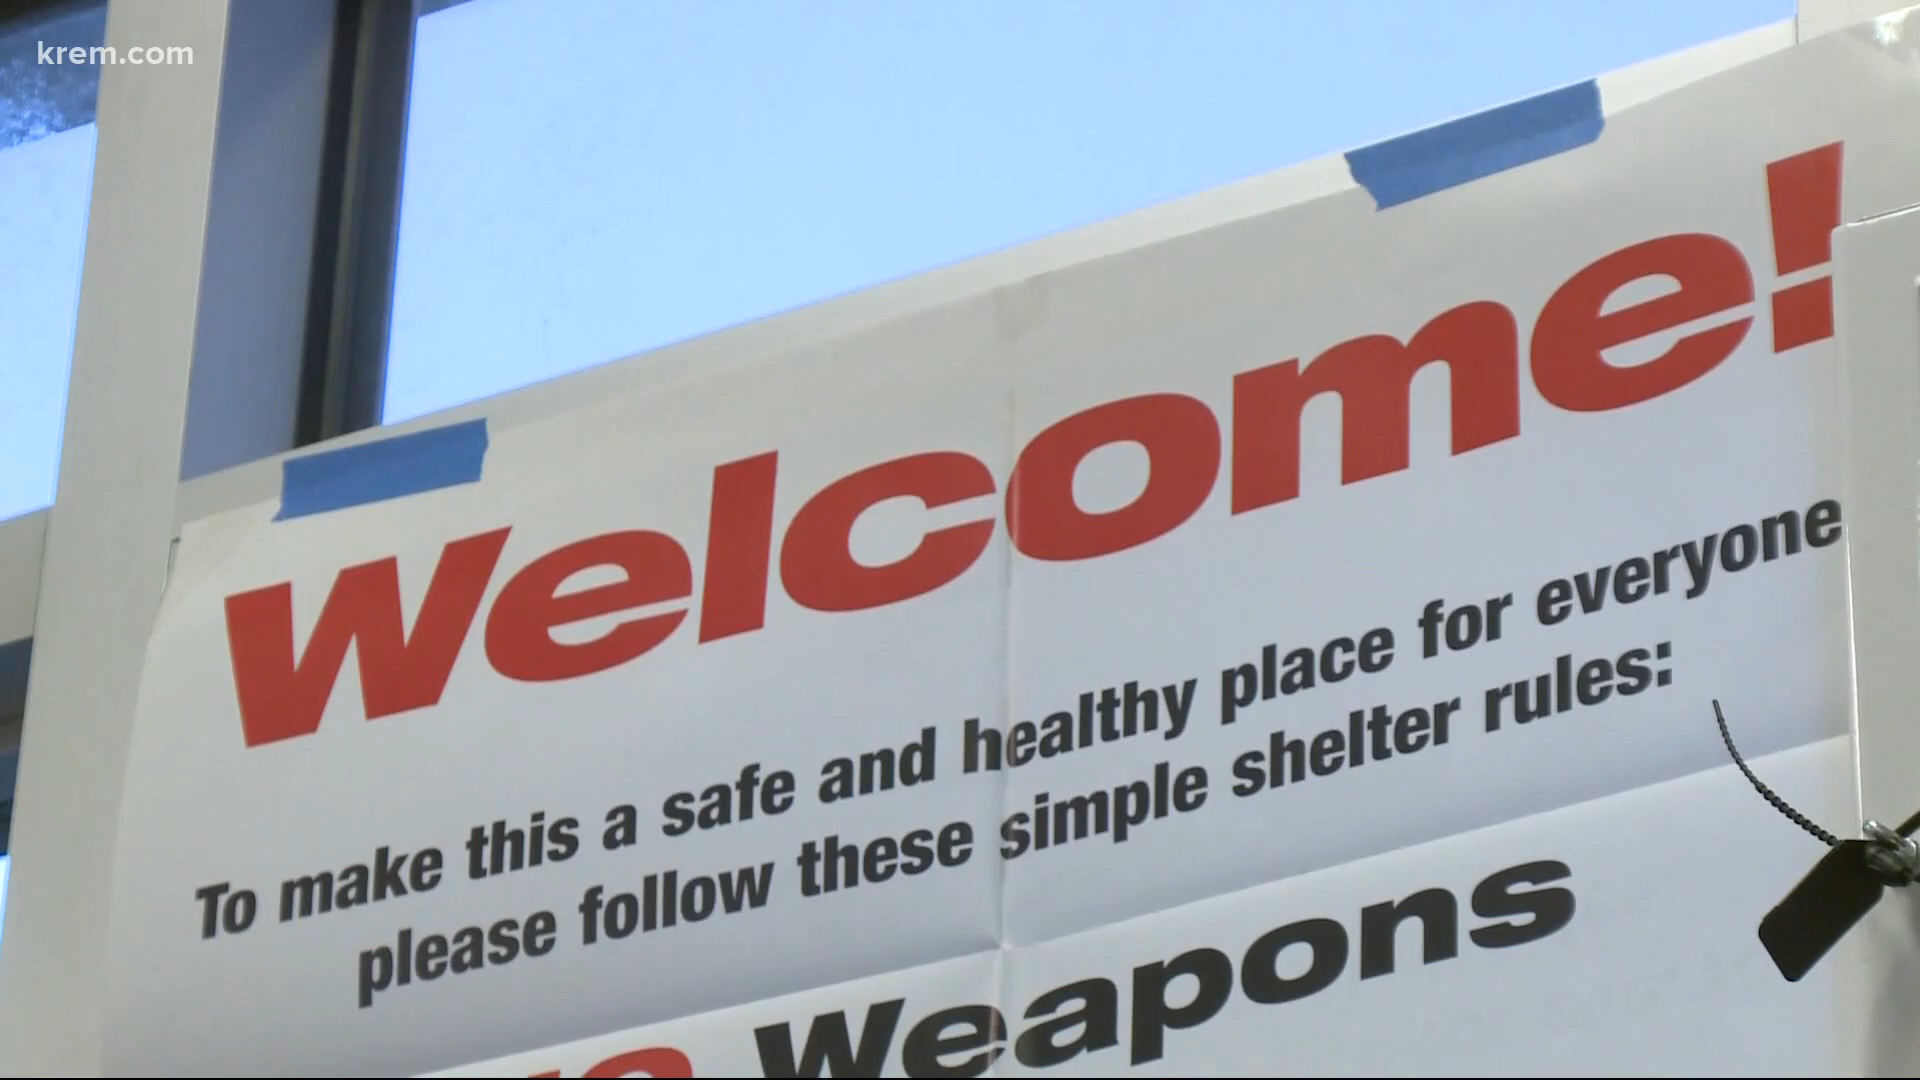 krem.com
Welcome!
To make this a safe and healthy place for everyone
please follow these simple shelter rules:
Weapons